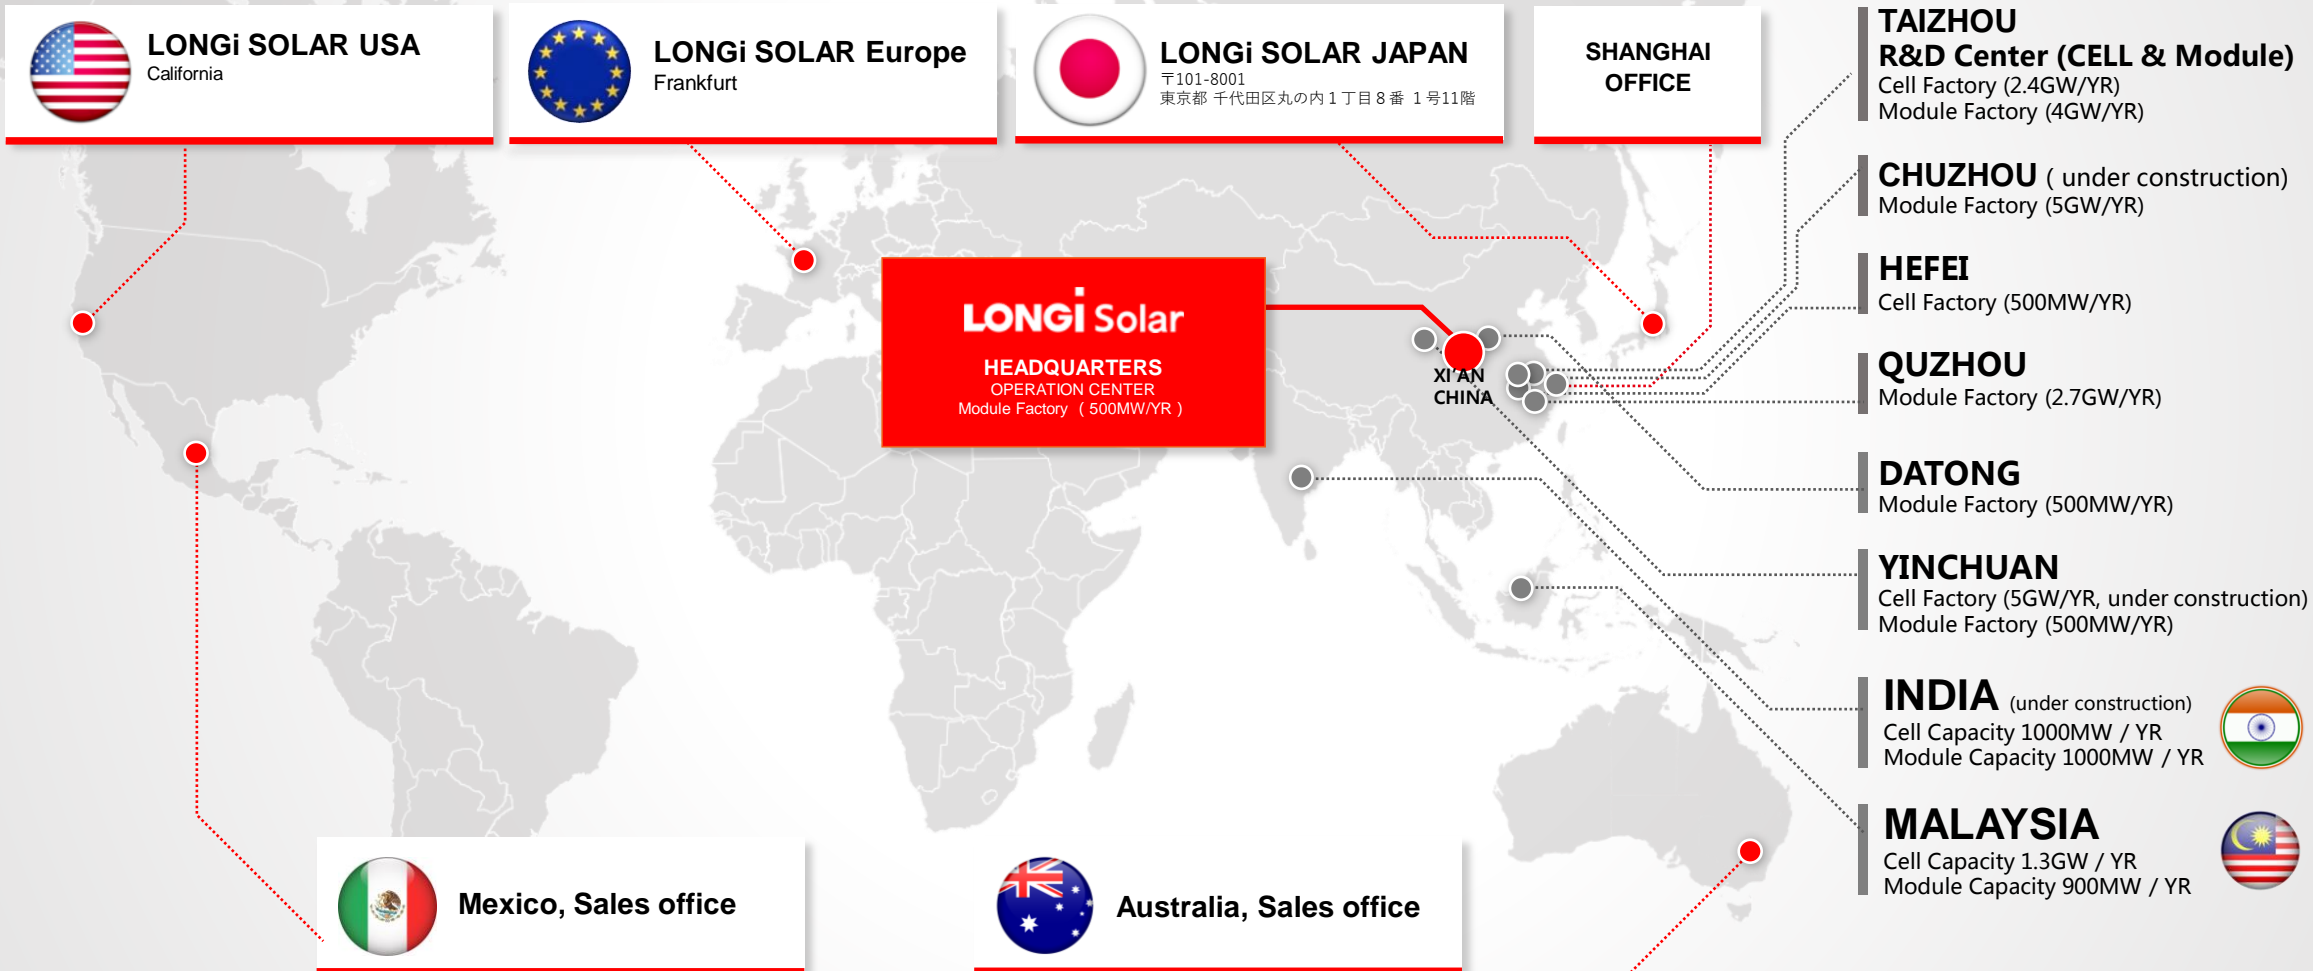 LONGi SOLAR USA
California
LONGi SOLAR Europe
Frankfurt
LONGi SOLAR JAPAN
〒101-8001
東京都 千代田区丸の内1丁目8番 1号11階
SHANGHAI
OFFICE
TAIZHOU
R&D Center (CELL & Module)
Cell Factory (2.4GW/YR)
Module Factory (4GW/YR)
CHUZHOU ( under construction)
Module Factory (5GW/YR)
HEFEI
Cell Factory (500MW/YR)
QUZHOU
Module Factory (2.7GW/YR)
DATONG
Module Factory (500MW/YR)
YINCHUAN
Cell Factory (5GW/YR, under construction)
Module Factory (500MW/YR)
INDIA (under construction)
Cell Capacity 1000MW / YR
Module Capacity 1000MW / YR
MALAYSIA
Cell Capacity 1.3GW / YR
Module Capacity 900MW / YR
LONGi Solar
HEADQUARTERS
OPERATION CENTER
Module Factory ( 500MW/YR )
XI'AN
CHINA
Mexico, Sales office
Australia, Sales office